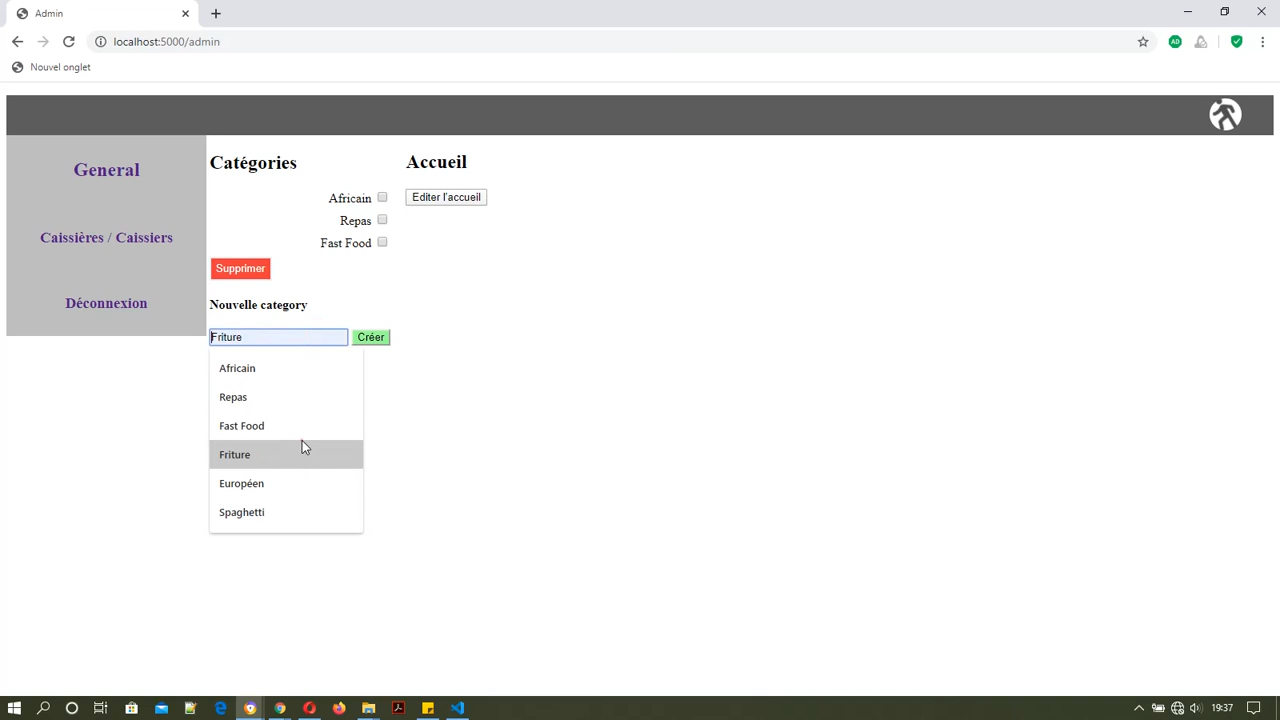 Admin
localhost:5000/admin
Nouvel onglet
General
Caissières / Caissiers
Déconnexion
Catégories
Africain
Repas
Fast Food
Supprimer
Nouvelle category
Friture
Créer
Africain
Repas
Fast Food
Friture
Européen
Spaghetti
Accueil
Editer l'accueil
19:37